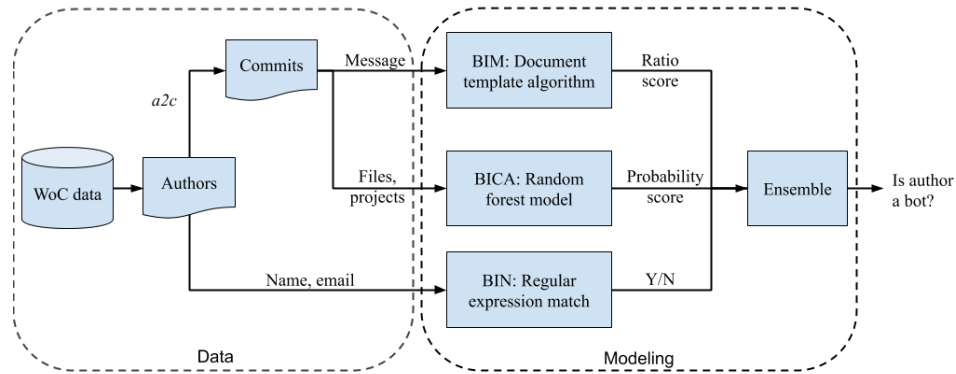 Commits
Message
BIM: Document
template algorithm
Ratio
score
a2c
WoC data
Authors
Files,
projects
BICA: Random
forest model
Probability
score
Ensemble
Is author
a bot?
Name, email
BIN: Regular
expression match
Y/N
Data
Modeling